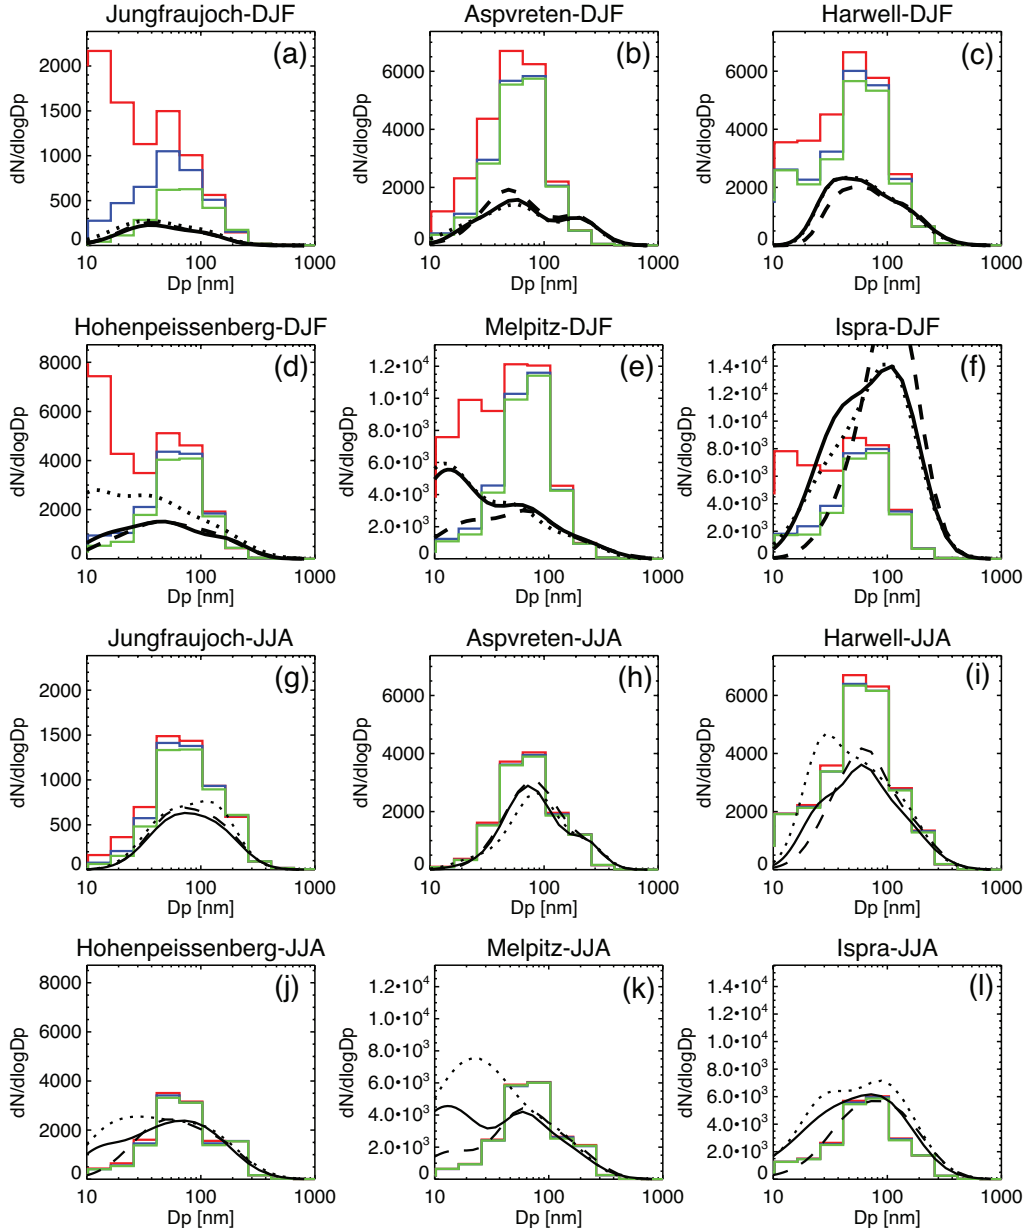 Jungfraujoch-DJF
(a)
dN/dlogDp
2000
1500
1000
500
0
10 100 1000
Dp [nm]
Aspvreten-DJF
(b)
dN/dlogDp
6000
4000
2000
0
10 100 1000
Dp [nm]
Harwell-DJF
(c)
dN/dlogDp
6000
4000
2000
0
10 100 1000
Dp [nm]
Hohenpeissenberg-DJF
(d)
dN/dlogDp
8000
6000
4000
2000
0
10 100 1000
Dp [nm]
Melpitz-DJF
(e)
dN/dlogDp
1.4•10⁴
1.2•10⁴
1.0•10⁴
8.0•10³
6.0•10³
4.0•10³
2.0•10³
0
10 100 1000
Dp [nm]
Ispra-DJF
(f)
dN/dlogDp
1.4•10⁴
1.2•10⁴
1.0•10⁴
8.0•10³
6.0•10³
4.0•10³
2.0•10³
0
10 100 1000
Dp [nm]
Jungfraujoch-JJA
(g)
dN/dlogDp
2000
1500
1000
500
0
10 100 1000
Dp [nm]
Aspvreten-JJA
(h)
dN/dlogDp
6000
4000
2000
0
10 100 1000
Dp [nm]
Harwell-JJA
(i)
dN/dlogDp
6000
4000
2000
0
10 100 1000
Dp [nm]
Hohenpeissenberg-JJA
(j)
dN/dlogDp
8000
6000
4000
2000
0
10 100 1000
Dp [nm]
Melpitz-JJA
(k)
dN/dlogDp
1.2•10⁴
1.0•10⁴
8.0•10³
6.0•10³
4.0•10³
2.0•10³
0
10 100 1000
Dp [nm]
Ispra-JJA
(l)
dN/dlogDp
1.4•10⁴
1.2•10⁴
1.0•10⁴
8.0•10³
6.0•10³
4.0•10³
2.0•10³
0
10 100 1000
Dp [nm]